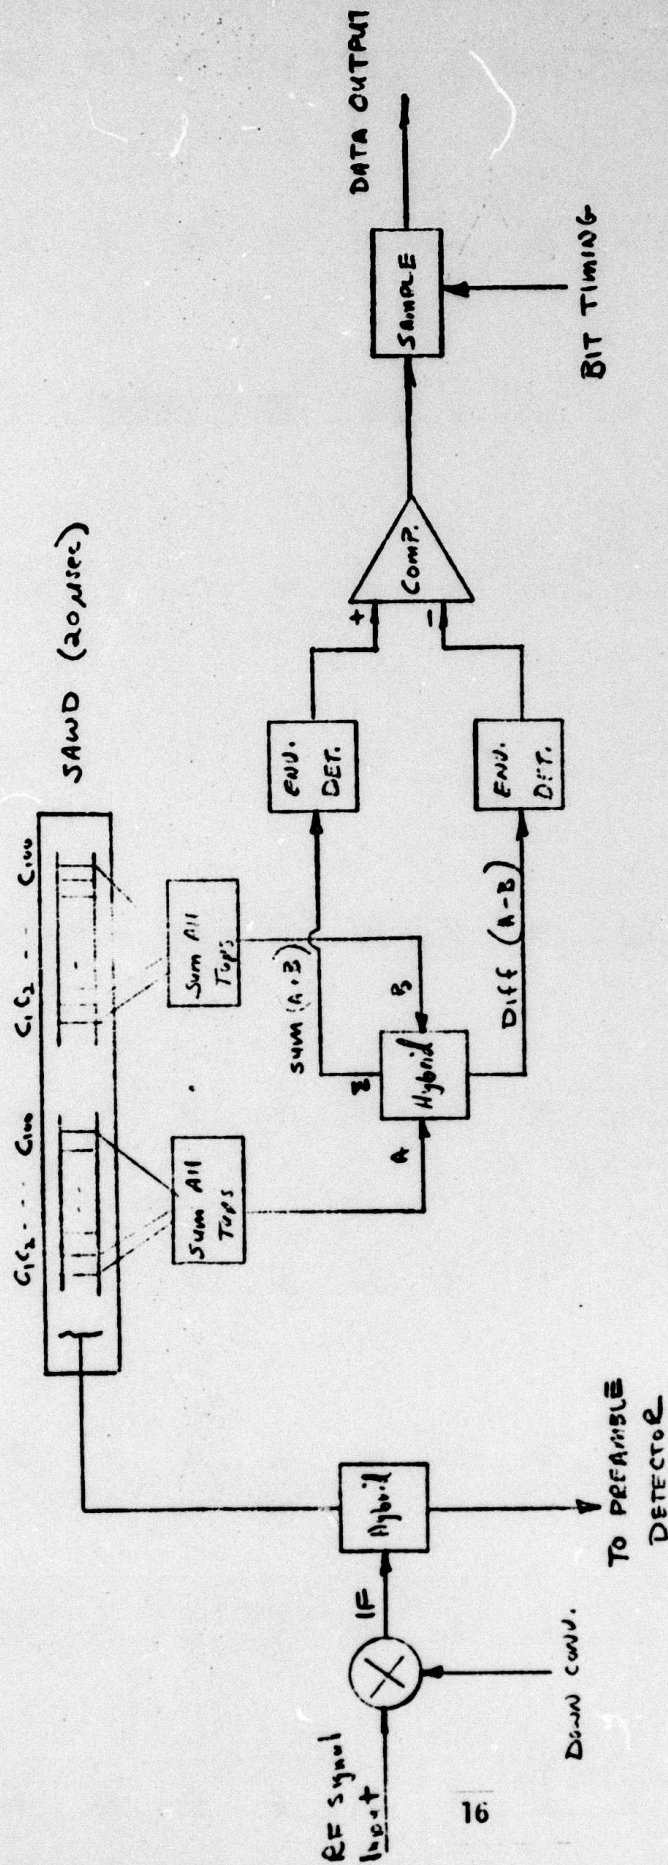 SAWD (20 μsec)
C1 C2 - - - C100
C1 C2 - - - C100
Sum All
Taps
Sum All
Taps
RF Signal
Input
IF
Hybrid
DOWN CONV.
TO PREAMBLE
DETECTOR
A
Σ
B
Hybrid
SUM (A+B)
Diff (A-B)
ENV.
DET.
ENV.
DET.
+
-
COMP.
SAMPLE
DATA OUTPUT
BIT TIMING
16